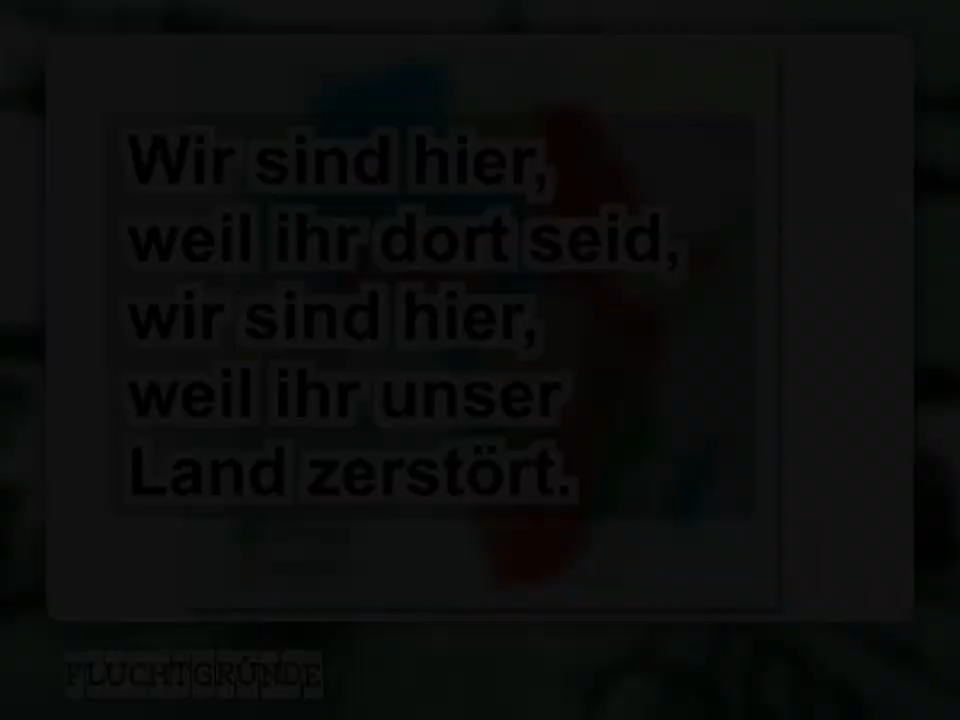 Wir sind hier,
weil ihr dort seid,
wir sind hier,
weil ihr unser
Land zerstört.
FLUCHTGRÜNDE